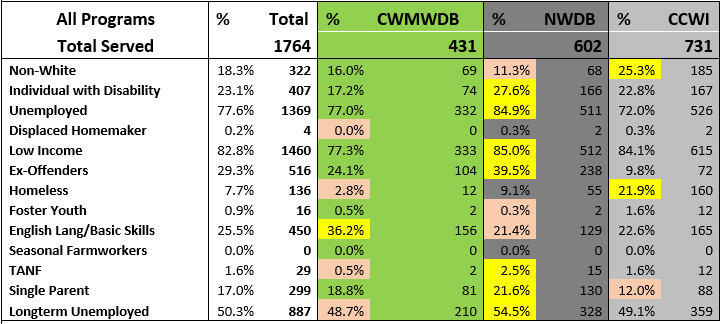 All Programs % Total % CWMWDB % NWDB % CCWI
Total Served 1764 431 602 731
Non-White 18.3% 322 16.0% 69 11.3% 68 25.3% 185
Individual with Disability 23.1% 407 17.2% 74 27.6% 166 22.8% 167
Unemployed 77.6% 1369 77.0% 332 84.9% 511 72.0% 526
Displaced Homemaker 0.2% 4 0.0% 0 0.3% 2 0.3% 2
Low Income 82.8% 1460 77.3% 333 85.0% 512 84.1% 615
Ex-Offenders 29.3% 516 24.1% 104 39.5% 238 9.8% 72
Homeless 7.7% 136 2.8% 12 9.1% 55 21.9% 160
Foster Youth 0.9% 16 0.5% 2 0.3% 2 1.6% 12
English Lang/Basic Skills 25.5% 450 36.2% 156 21.4% 129 22.6% 165
Seasonal Farmworkers 0.0% 0 0.0% 0 0.0% 0 0.0% 0
TANF 1.6% 29 0.5% 2 2.5% 15 1.6% 12
Single Parent 17.0% 299 18.8% 81 21.6% 130 12.0% 88
Longterm Unemployed 50.3% 887 48.7% 210 54.5% 328 49.1% 359